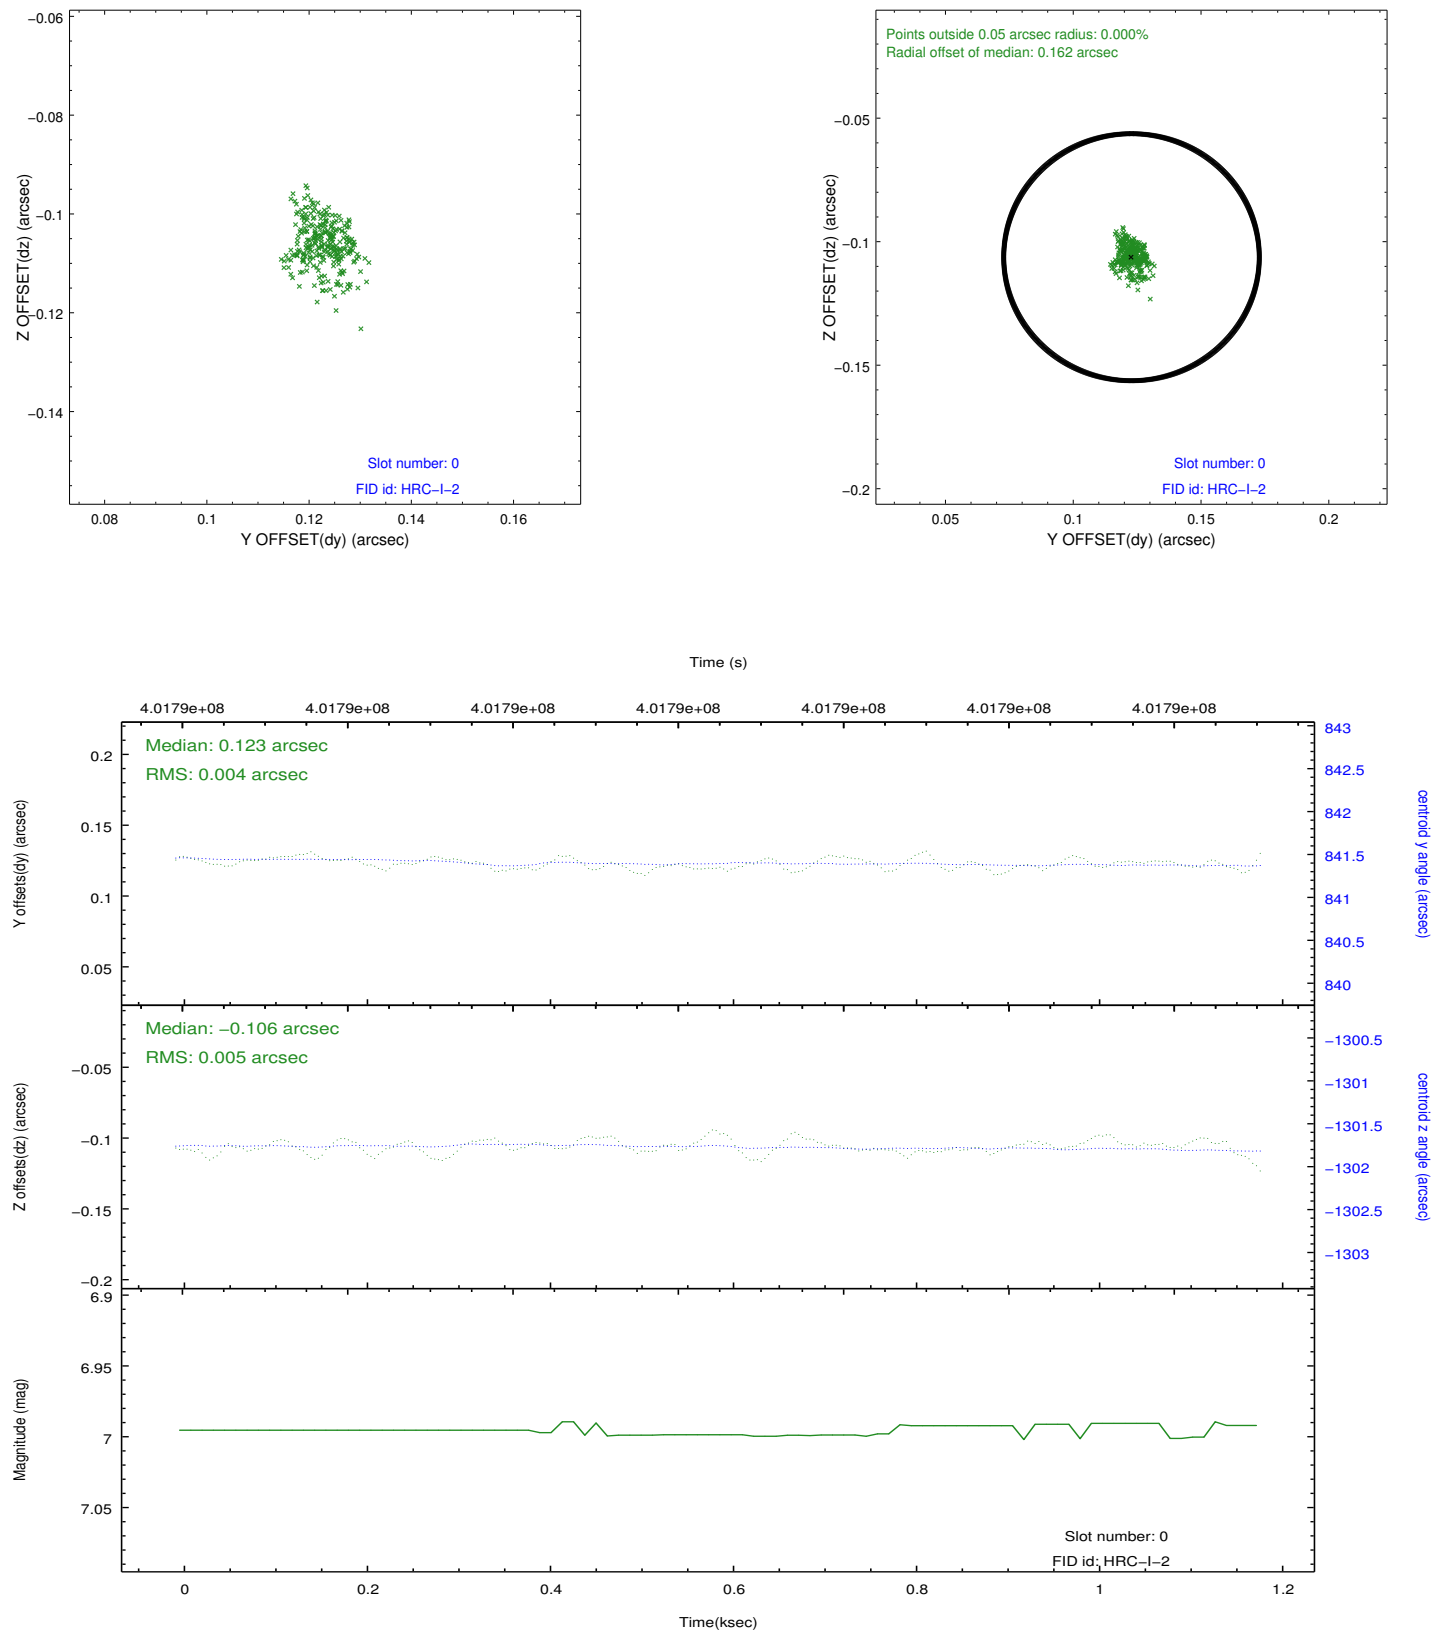 −0.06
−0.08
−0.1
−0.12
−0.14
Z OFFSET(dz) (arcsec)
Slot number: 0
FID id: HRC−I−2
0.08 0.1 0.12 0.14 0.16
Y OFFSET(dy) (arcsec)
Points outside 0.05 arcsec radius: 0.000%
Radial offset of median: 0.162 arcsec
−0.05
−0.1
−0.15
−0.2
Z OFFSET(dz) (arcsec)
Slot number: 0
FID id: HRC−I−2
0.05 0.1 0.15 0.2
Y OFFSET(dy) (arcsec)
Time (s)
4.0179e+08 4.0179e+08 4.0179e+08 4.0179e+08 4.0179e+08 4.0179e+08 4.0179e+08
Median: 0.123 arcsec
RMS: 0.004 arcsec
0.2
0.15
0.1
0.05
Y offsets(dy) (arcsec)
843
842.5
842
841.5
841
840.5
840
centroid y angle (arcsec)
Median: −0.106 arcsec
RMS: 0.005 arcsec
−0.05
−0.1
−0.15
−0.2
Z offsets(dz) (arcsec)
−1300.5
−1301
−1301.5
−1302
−1302.5
−1303
centroid z angle (arcsec)
6.9
6.95
7
7.05
Magnitude (mag)
Slot number: 0
FID id: HRC−I−2
0 0.2 0.4 0.6 0.8 1 1.2
Time(ksec)